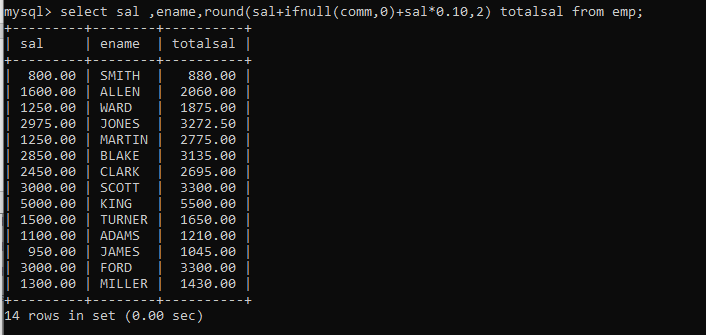 mysql> select sal ,ename,round(sal+ifnull(comm,0)+sal*0.10,2) totalsal from emp;
+---------+--------+----------+
| sal     | ename  | totalsal |
+---------+--------+----------+
|  800.00 | SMITH  |   880.00 |
| 1600.00 | ALLEN  |  2060.00 |
| 1250.00 | WARD   |  1875.00 |
| 2975.00 | JONES  |  3272.50 |
| 1250.00 | MARTIN |  2775.00 |
| 2850.00 | BLAKE  |  3135.00 |
| 2450.00 | CLARK  |  2695.00 |
| 3000.00 | SCOTT  |  3300.00 |
| 5000.00 | KING   |  5500.00 |
| 1500.00 | TURNER |  1650.00 |
| 1100.00 | ADAMS  |  1210.00 |
|  950.00 | JAMES  |  1045.00 |
| 3000.00 | FORD   |  3300.00 |
| 1300.00 | MILLER |  1430.00 |
+---------+--------+----------+
14 rows in set (0.00 sec)